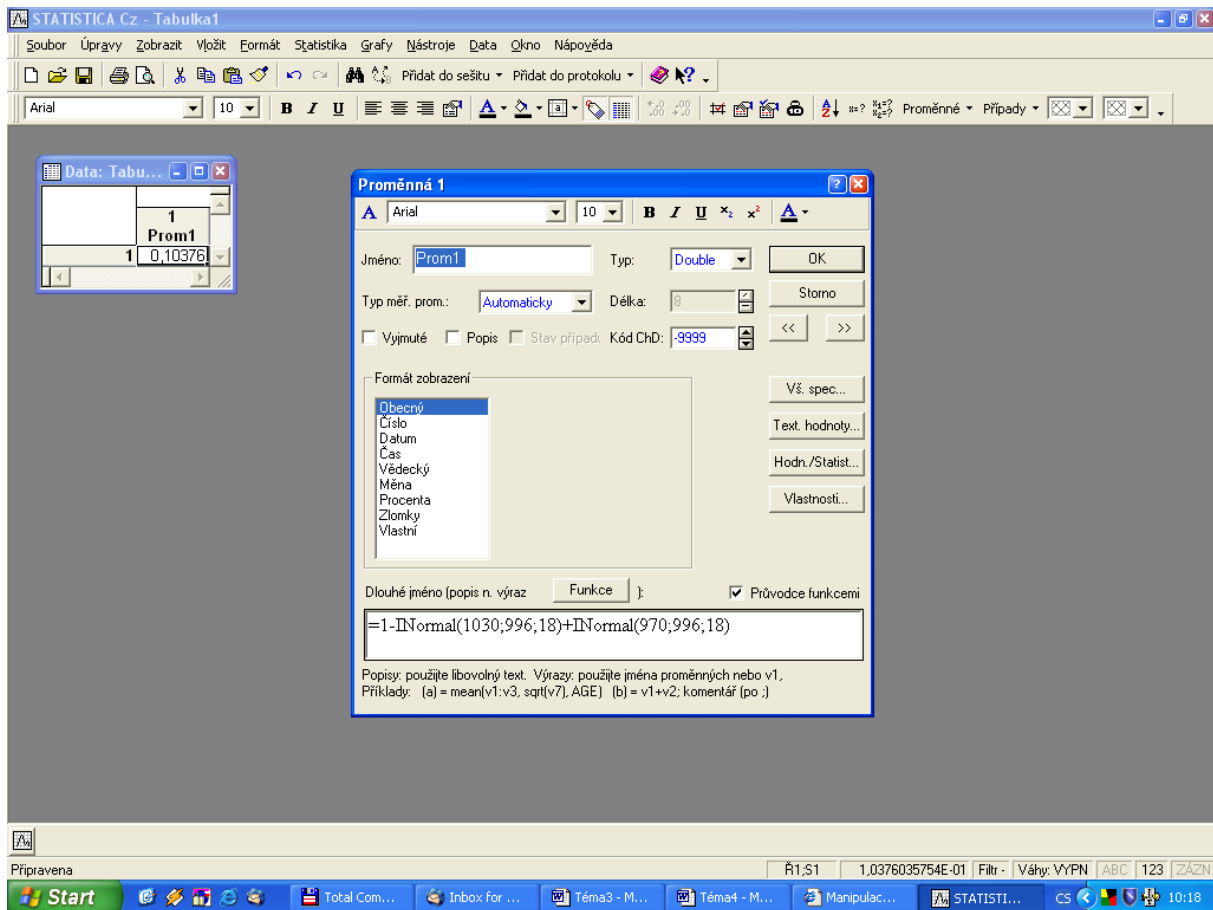 STATISTICA Cz - Tabulka1
Soubor Úpravy Zobrazit Vložit Formát Statistika Grafy Nástroje Data Okno Nápověda
Přidat do sešitu Přidat do protokolu
Arial 10 B I U Proměnné Případy
Data: Tabu...
1
Prom1
1 0,10376
Proměnná 1
A Arial 10 B I U x₂ x² A
Jméno: Prom1 Typ: Double OK
Typ měř. prom.: Automaticky Délka: 8 Storno
Vyjmuté Popis Stav případu Kód ChD: -9999 << >>
Formát zobrazení
Obecný
Číslo
Datum
Čas
Vědecký
Měna
Procenta
Zlomky
Vlastní
Vš. spec...
Text. hodnoty...
Hodn./Statist...
Vlastnosti...
Dlouhé jméno (popis n. výraz Funkce ): Průvodce funkcemi
=1-INormal(1030;996;18)+INormal(970;996;18)
Popisy: použijte libovolný text. Výrazy: použijte jména proměnných nebo v1,
Příklady: (a) = mean(v1:v3, sqrt(v7), AGE) (b) = v1+v2; komentář (po ;)
Připravena Ř1;S1 1,0376035754E-01 Filtr - Váhy: VYPN ABC 123 ZÁZN
Start Total Com... Inbox for ... Téma3 - M... Téma4 - M... Manipulac... STATISTI... CS 10:18